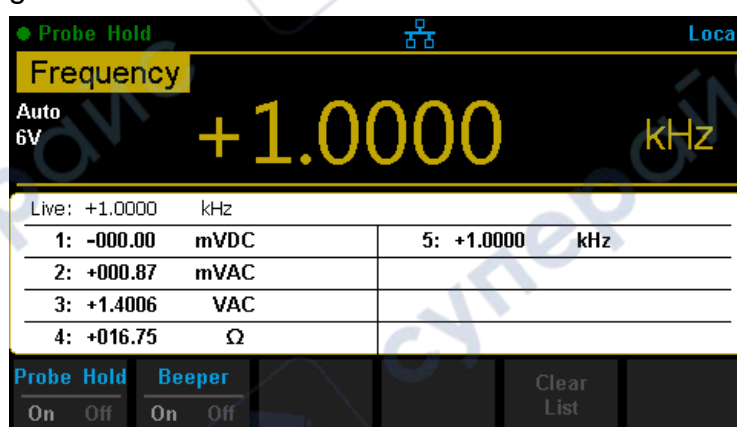 Probe Hold Loca
Frequency
Auto
6V
+1.0000 kHz
Live: +1.0000 kHz
1: -000.00 mVDC 5: +1.0000 kHz
2: +000.87 mVAC
3: +1.4006 VAC
4: +016.75 Ω
Probe Hold Beeper Clear List
On Off On Off